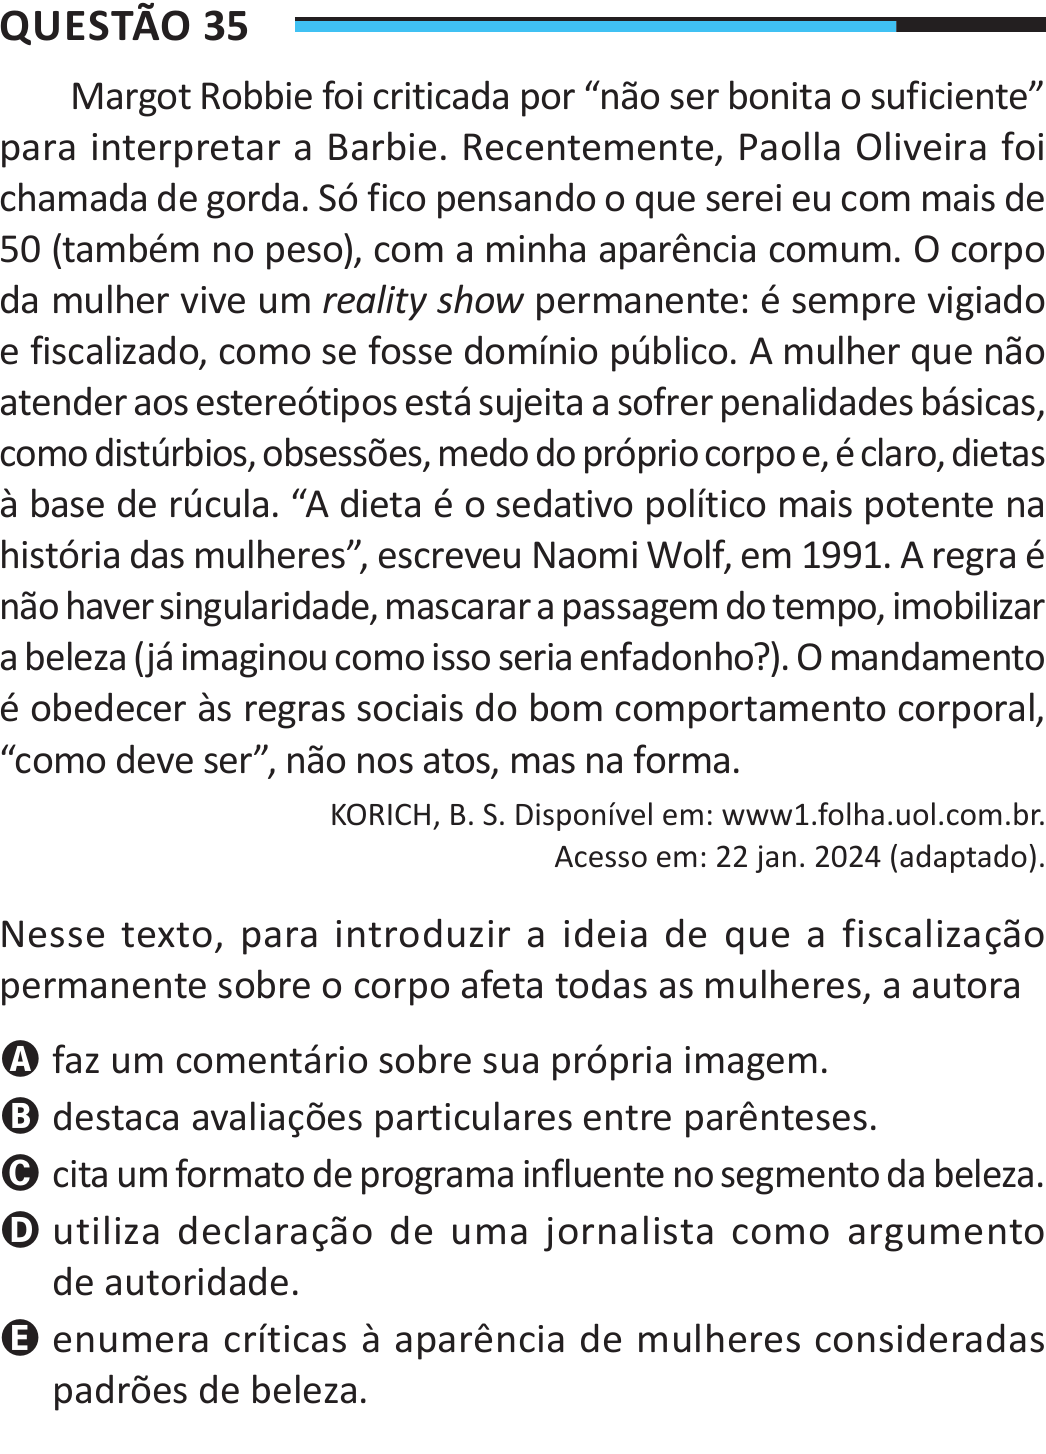 QUESTÃO 35
Margot Robbie foi criticada por “não ser bonita o suficiente”
para interpretar a Barbie. Recentemente, Paolla Oliveira foi
chamada de gorda. Só fico pensando o que serei eu com mais de
50 (também no peso), com a minha aparência comum. O corpo
da mulher vive um reality show permanente: é sempre vigiado
e fiscalizado, como se fosse domínio público. A mulher que não
atender aos estereótipos está sujeita a sofrer penalidades básicas,
como distúrbios, obsessões, medo do próprio corpo e, é claro, dietas
à base de rúcula. “A dieta é o sedativo político mais potente na
história das mulheres”, escreveu Naomi Wolf, em 1991. A regra é
não haver singularidade, mascarar a passagem do tempo, imobilizar
a beleza (já imaginou como isso seria enfadonho?). O mandamento
é obedecer às regras sociais do bom comportamento corporal,
“como deve ser”, não nos atos, mas na forma.
KORICH, B. S. Disponível em: www1.folha.uol.com.br.
Acesso em: 22 jan. 2024 (adaptado).
Nesse texto, para introduzir a ideia de que a fiscalização
permanente sobre o corpo afeta todas as mulheres, a autora
A faz um comentário sobre sua própria imagem.
B destaca avaliações particulares entre parênteses.
C cita um formato de programa influente no segmento da beleza.
D utiliza declaração de uma jornalista como argumento
de autoridade.
E enumera críticas à aparência de mulheres consideradas
padrões de beleza.